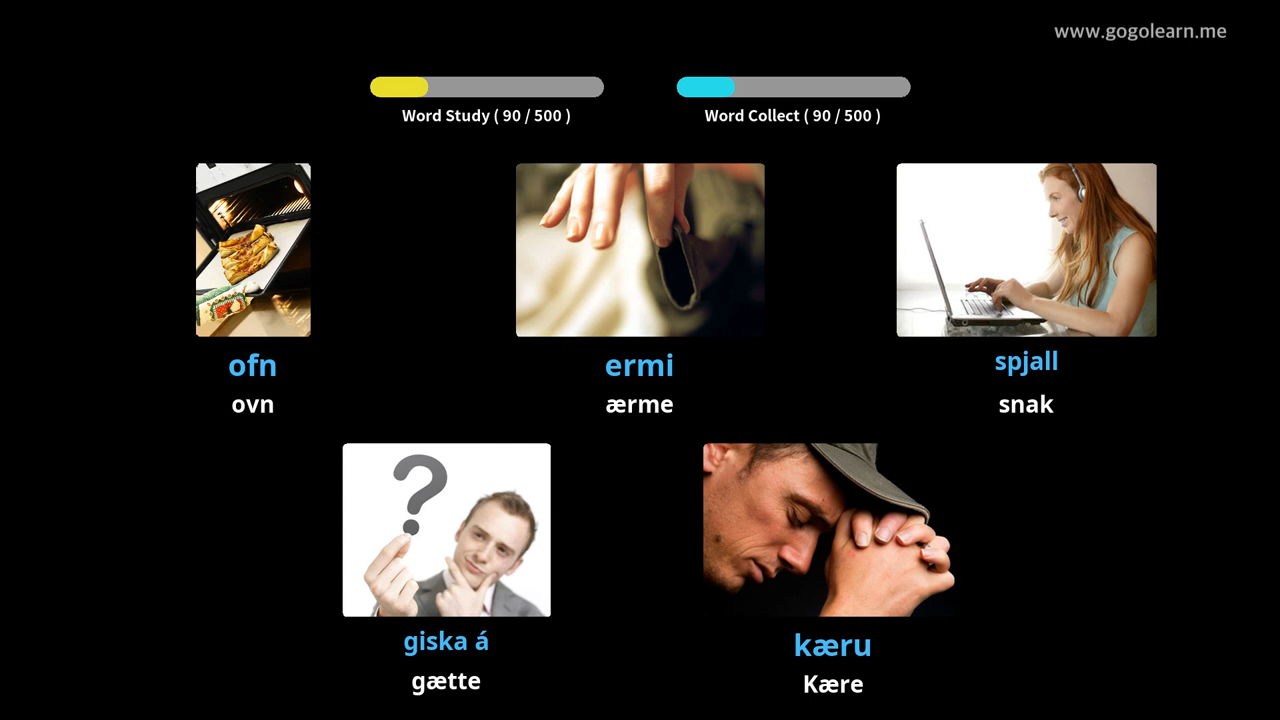 www.gogolearn.me
Word Study ( 90 / 500 )
Word Collect ( 90 / 500 )
ofn
ovn
ermi
ærme
spjall
snak
giska á
gætte
kæru
Kære